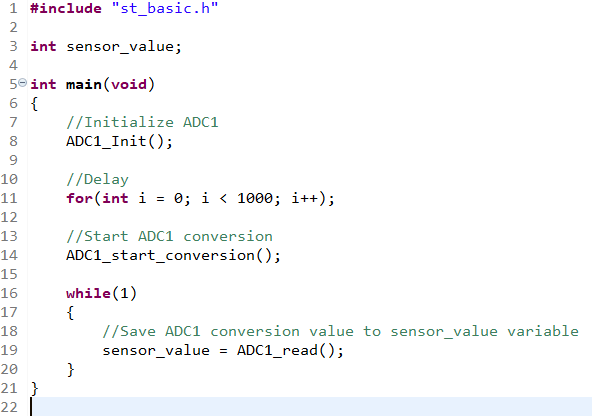 1 #include "st_basic.h"
2
3 int sensor_value;
4
5 int main(void)
6 {
7     //Initialize ADC1
8     ADC1_Init();
9
10     //Delay
11     for(int i = 0; i < 1000; i++);
12
13     //Start ADC1 conversion
14     ADC1_start_conversion();
15
16     while(1)
17     {
18         //Save ADC1 conversion value to sensor_value variable
19         sensor_value = ADC1_read();
20     }
21 }
22